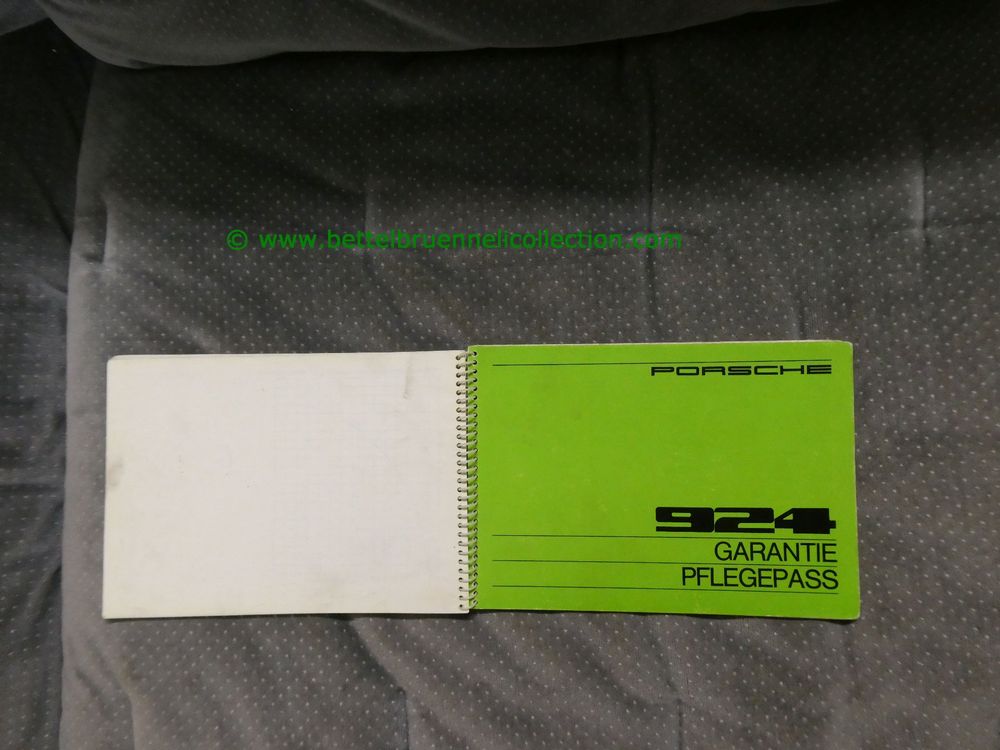 © www.bettelbruennelicollection.com
PORSCHE
924
GARANTIE
PFLEGEPASS